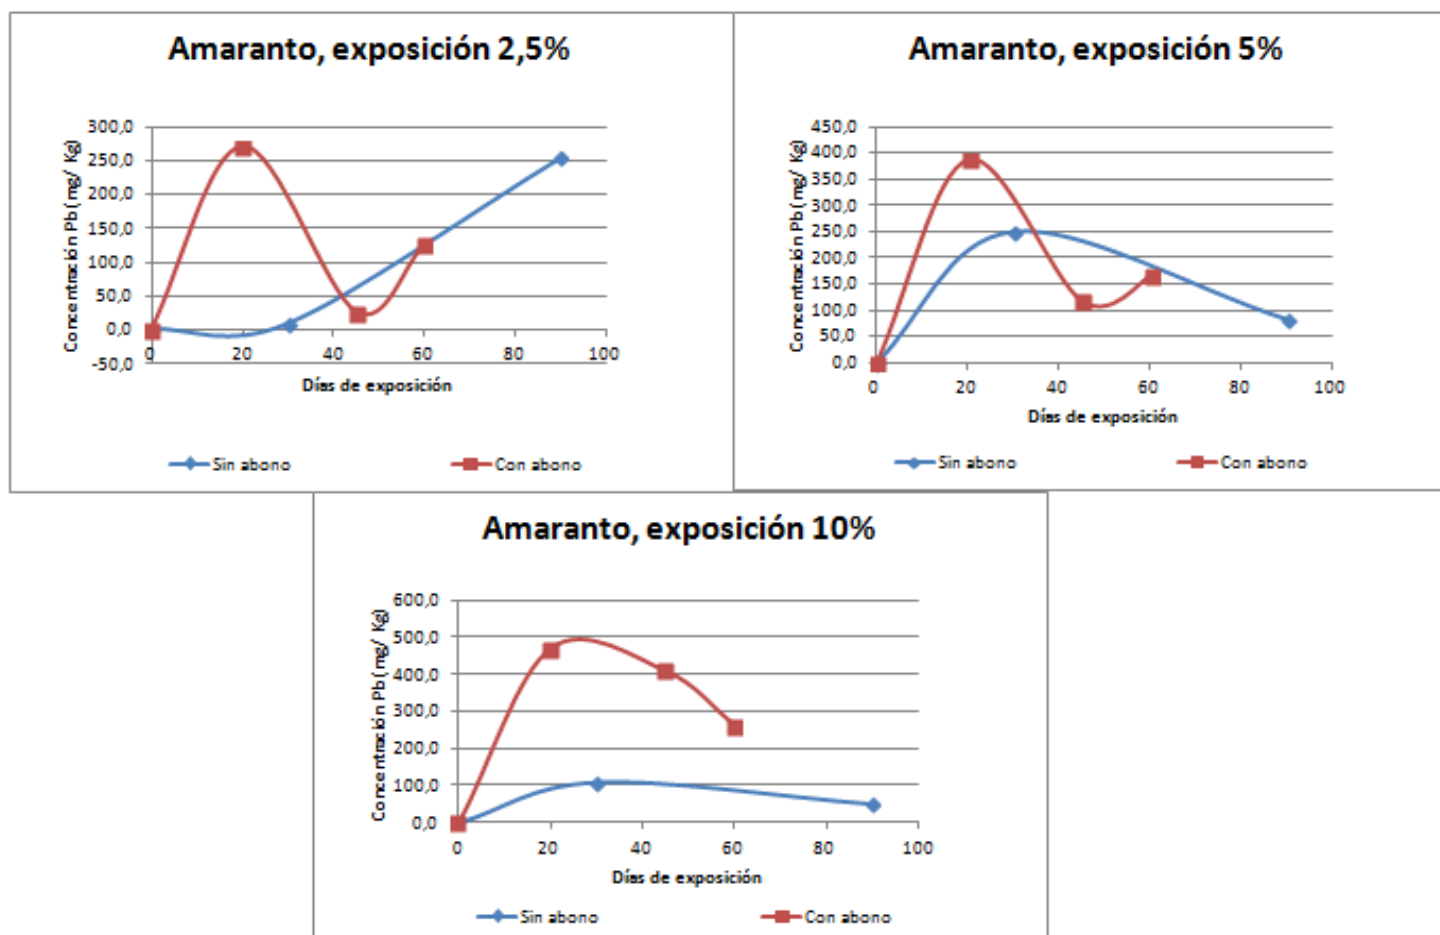 Amaranto, exposición 2,5%
Concentración Pb (mg/ Kg)
300,0
250,0
200,0
150,0
100,0
50,0
0,0
-50,0
0 20 40 60 80 100
Días de exposición
Sin abono Con abono
Amaranto, exposición 5%
Concentración Pb (mg/ Kg)
450,0
400,0
350,0
300,0
250,0
200,0
150,0
100,0
50,0
0,0
0 20 40 60 80 100
Días de exposición
Sin abono Con abono
Amaranto, exposición 10%
Concentración Pb (mg/ Kg)
600,0
500,0
400,0
300,0
200,0
100,0
0,0
0 20 40 60 80 100
Días de exposición
Sin abono Con abono